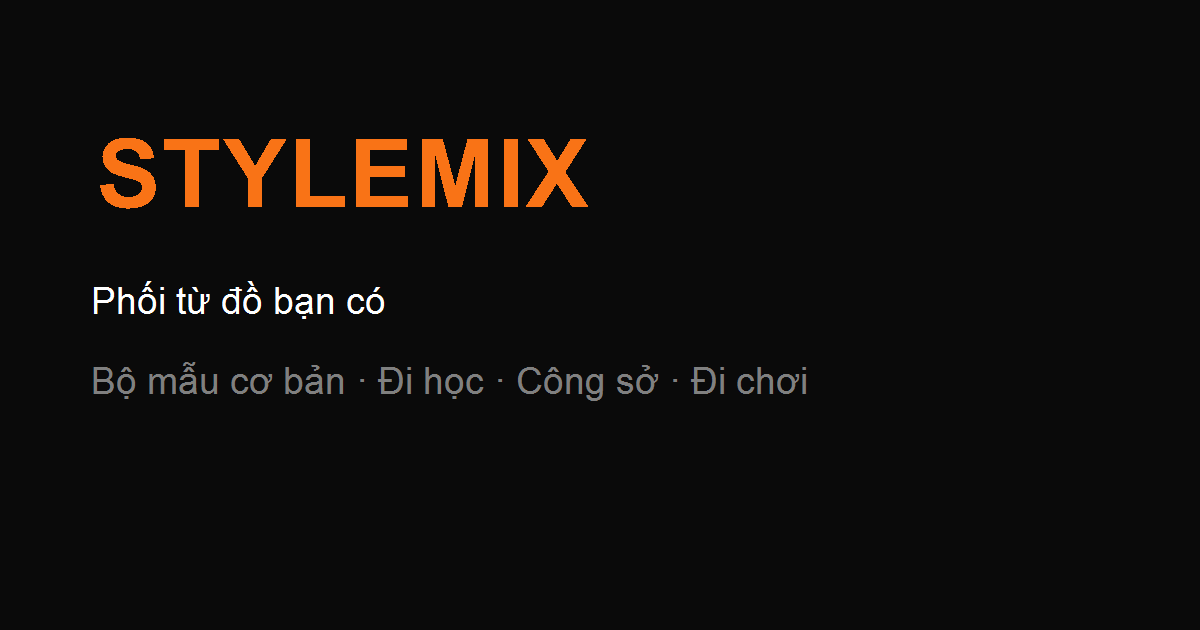 STYLEMIX
Phối từ đồ bạn có
Bộ mẫu cơ bản · Đi học · Công sở · Đi chơi